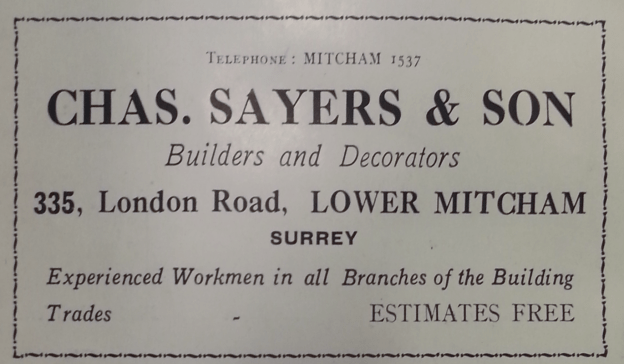 TELEPHONE: MITCHAM 1537
CHAS. SAYERS & SON
Builders and Decorators
335, London Road, LOWER MITCHAM
SURREY
Experienced Workmen in all Branches of the Building
Trades - ESTIMATES FREE